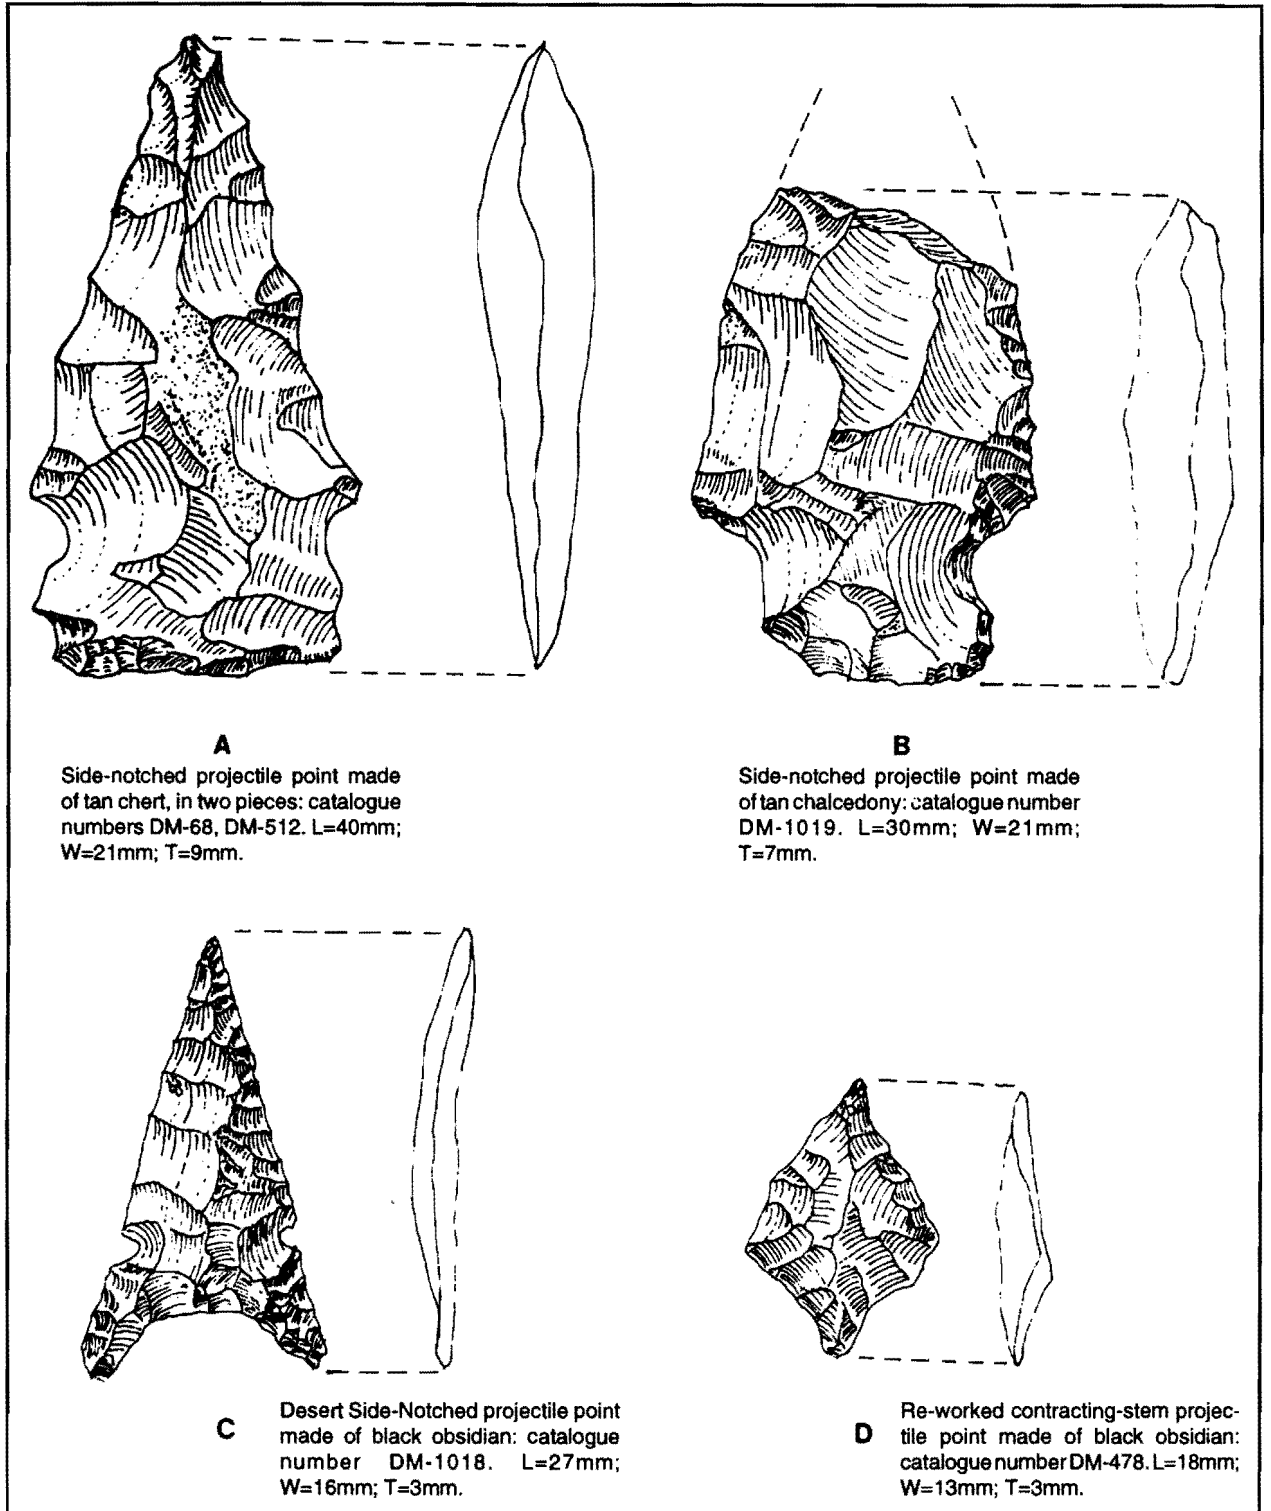 A
Side-notched projectile point made
of tan chert, in two pieces: catalogue
numbers DM-68, DM-512. L=40mm;
W=21mm; T=9mm.
B
Side-notched projectile point made
of tan chalcedony: catalogue number
DM-1019. L=30mm; W=21mm;
T=7mm.
C
Desert Side-Notched projectile point
made of black obsidian: catalogue
number DM-1018. L=27mm;
W=16mm; T=3mm.
D
Re-worked contracting-stem projec-
tile point made of black obsidian:
catalogue number DM-478. L=18mm;
W=13mm; T=3mm.